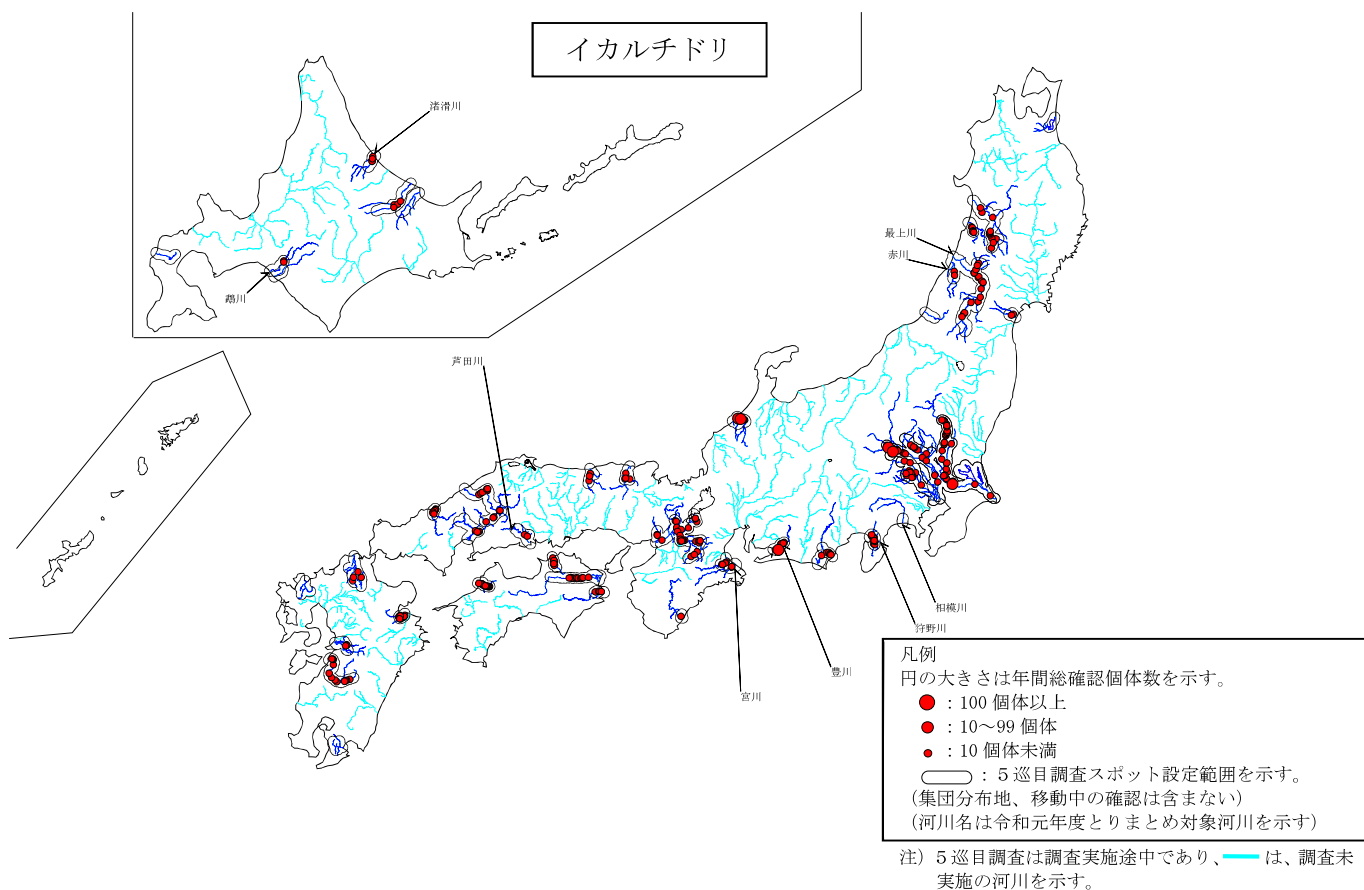 イカルチドリ
渚滑川
鵡川
最上川
赤川
芦田川
相模川
狩野川
豊川
宮川
凡例
円の大きさは年間総確認個体数を示す。
：100 個体以上
：10～99 個体
：10 個体未満
：５巡目調査スポット設定範囲を示す。
(集団分布地、移動中の確認は含まない)
(河川名は令和元年度とりまとめ対象河川を示す)
注）５巡目調査は調査実施途中であり、 は、調査未
実施の河川を示す。